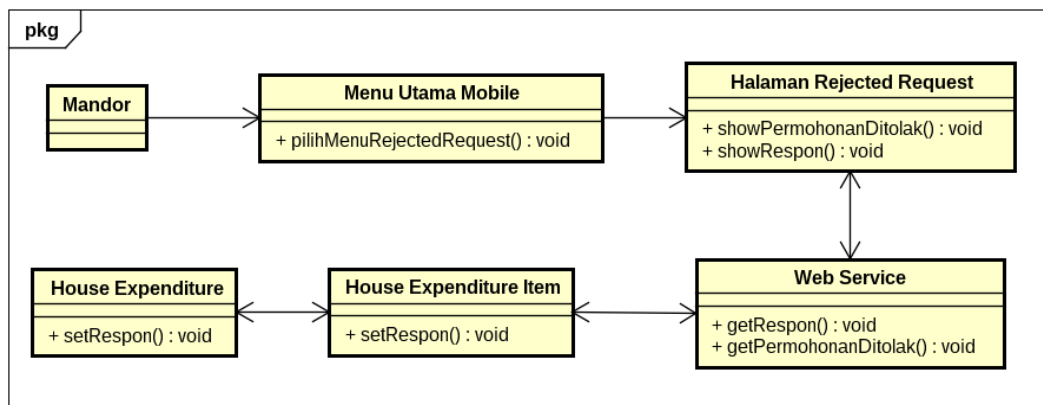 pkg
Mandor
Menu Utama Mobile
+ pilihMenuRejectedRequest() : void
Halaman Rejected Request
+ showPermohonanDitolak() : void
+ showRespon() : void
House Expenditure
+ setRespon() : void
House Expenditure Item
+ setRespon() : void
Web Service
+ getRespon() : void
+ getPermohonanDitolak() : void